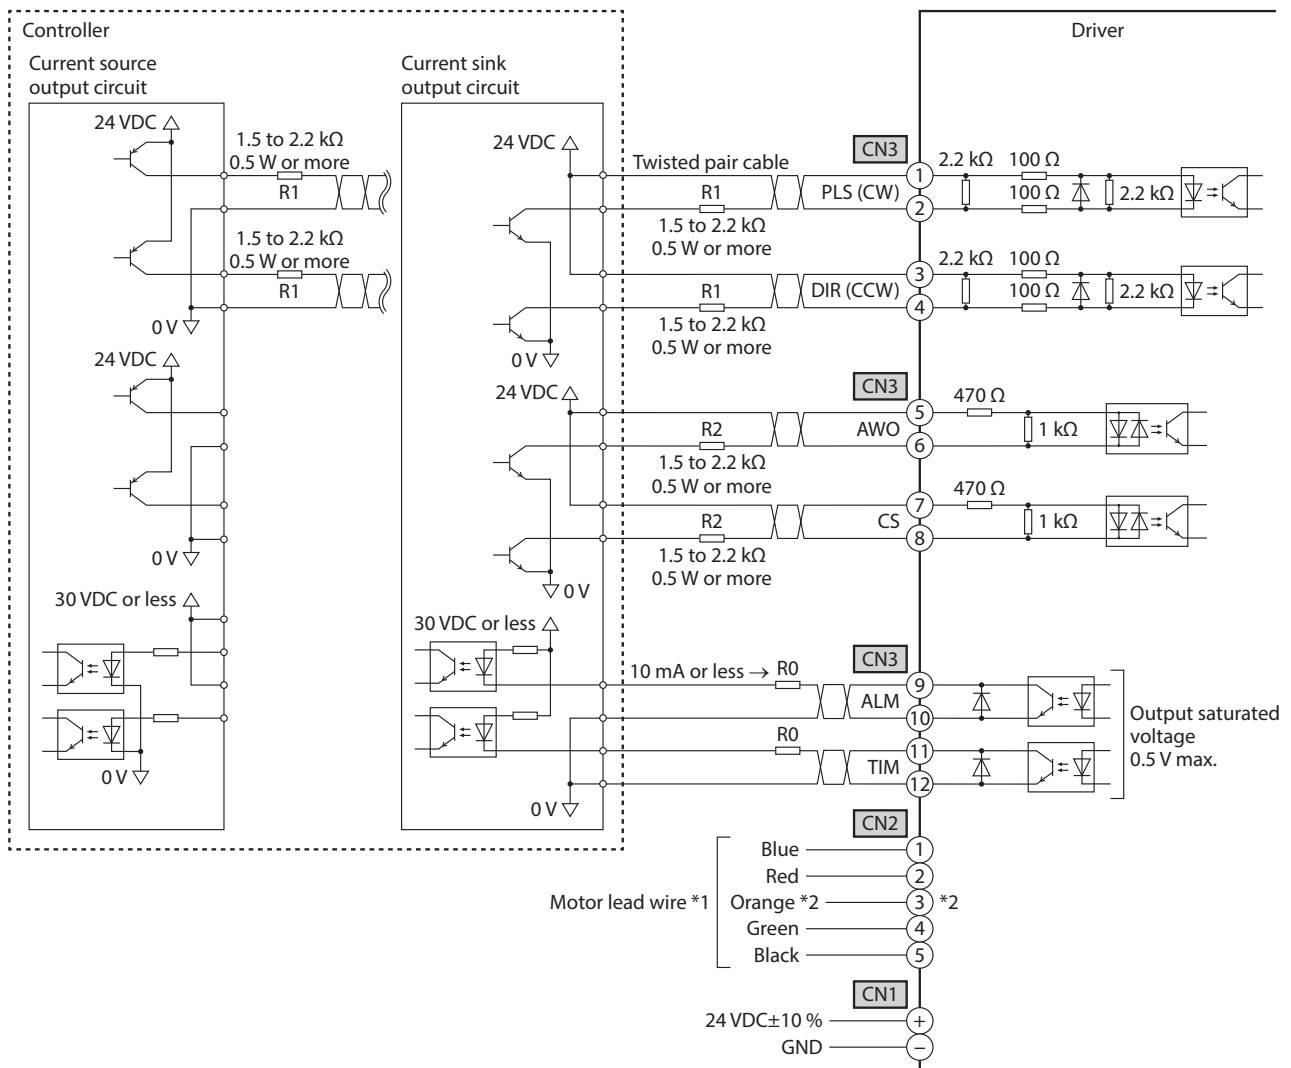 Controller
Driver
Current source
output circuit
Current sink
output circuit
24 VDC
1.5 to 2.2 kΩ
0.5 W or more
R1
1.5 to 2.2 kΩ
0.5 W or more
R1
0 V
24 VDC
0 V
30 VDC or less
0 V
24 VDC
Twisted pair cable
R1
1.5 to 2.2 kΩ
0.5 W or more
R1
1.5 to 2.2 kΩ
0.5 W or more
0 V
24 VDC
R2
1.5 to 2.2 kΩ
0.5 W or more
R2
1.5 to 2.2 kΩ
0.5 W or more
0 V
30 VDC or less
10 mA or less → R0
R0
0 V
CN3
1
PLS (CW)
2
2.2 kΩ
100 Ω
100 Ω
2.2 kΩ
3
DIR (CCW)
4
2.2 kΩ
100 Ω
100 Ω
2.2 kΩ
CN3
5
AWO
6
470 Ω
1 kΩ
7
CS
8
470 Ω
1 kΩ
CN3
9
ALM
10
11
TIM
12
Output saturated
voltage
0.5 V max.
CN2
Motor lead wire *1
Blue 1
Red 2
Orange *2 3 *2
Green 4
Black 5
CN1
24 VDC±10 % +
GND −